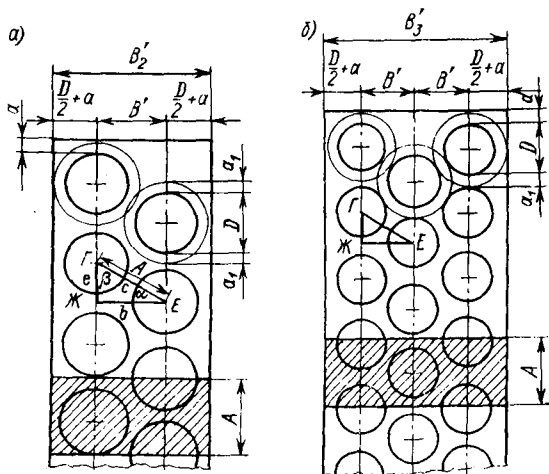 а) б)
B'₂
B'₃
D/2+a B' D/2+a
D/2+a B' B' D/2+a
a
a
a₁
D
a₁
D
a₁
Г A
e β c α
Ж b E
Г
Ж E
A
A